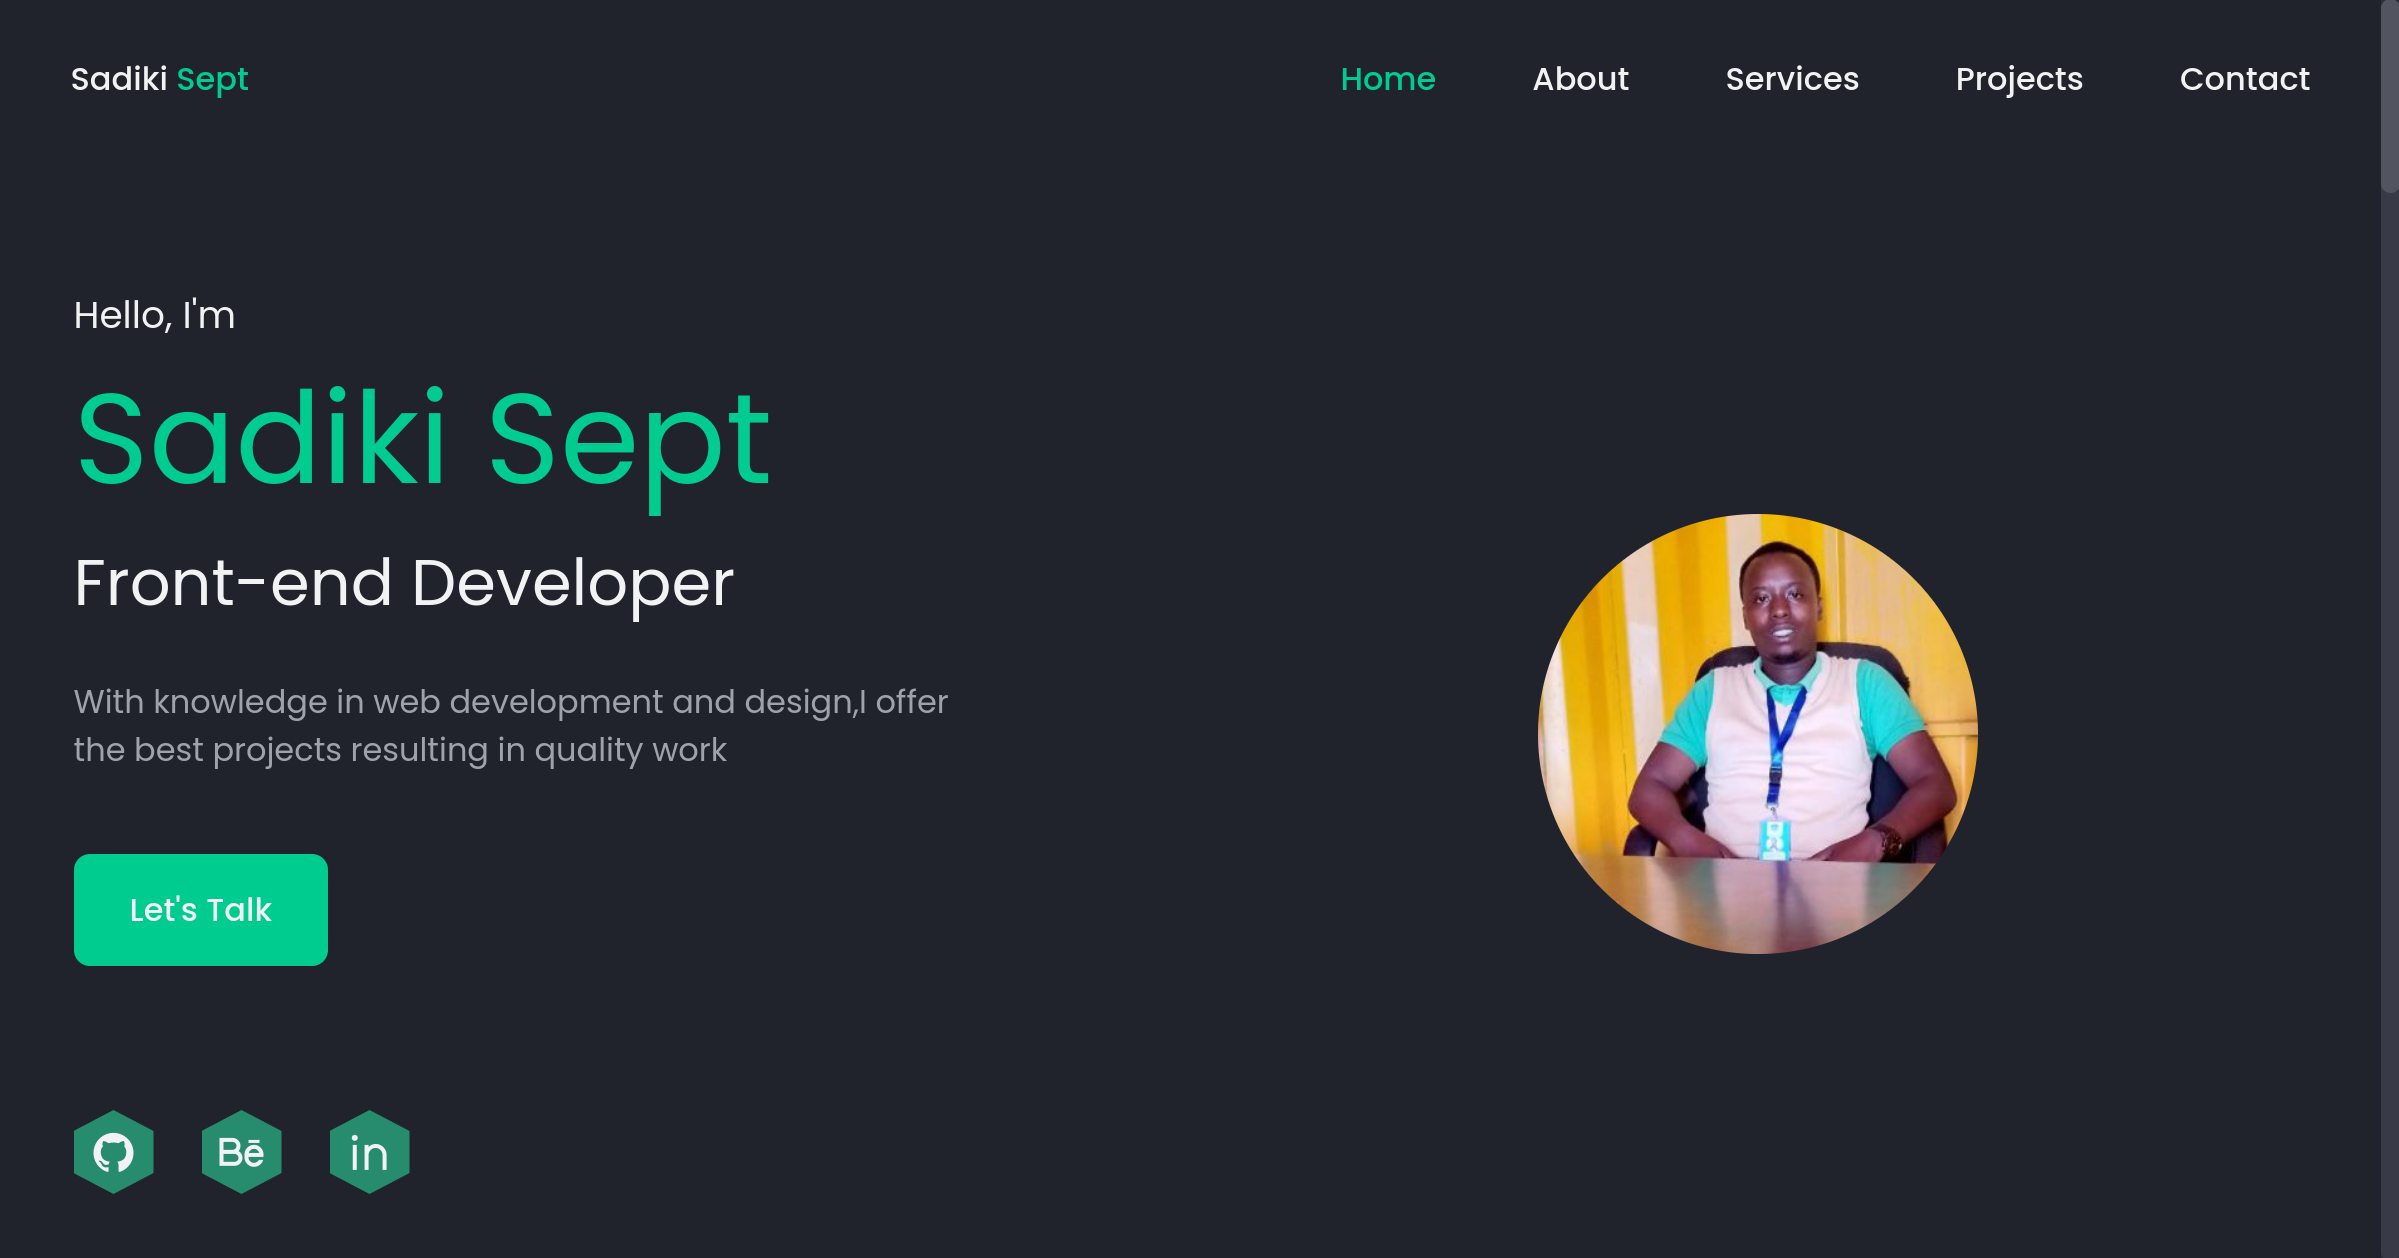 Sadiki Sept
Home
About
Services
Projects
Contact
Hello, I'm
Sadiki Sept
Front-end Developer
With knowledge in web development and design,I offer
the best projects resulting in quality work
Let's Talk
Bē
in